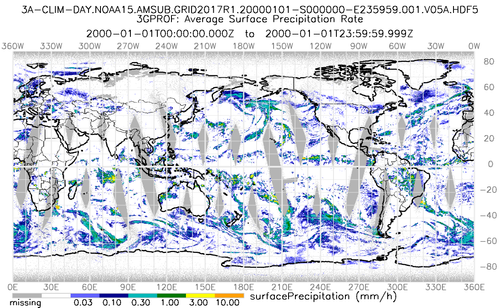 3A-CLIM-DAY.NOAA15.AMSUB.GRID2017R1.20000101-S000000-E235959.001.V05A.HDF5
3GPROF: Average Surface Precipitation Rate
2000-01-01T00:00:00.000Z to 2000-01-01T23:59:59.999Z
360W 330W 300W 270W 240W 210W 180W 150W 120W 90W 60W 30W 0W
80
60
40
20
0
-20
-40
-60
-80
0E 30E 60E 90E 120E 150E 180E 210E 240E 270E 300E 330E 360E
missing 0.03 0.10 0.30 1.00 3.00 10.00 surfacePrecipitation (mm/h)